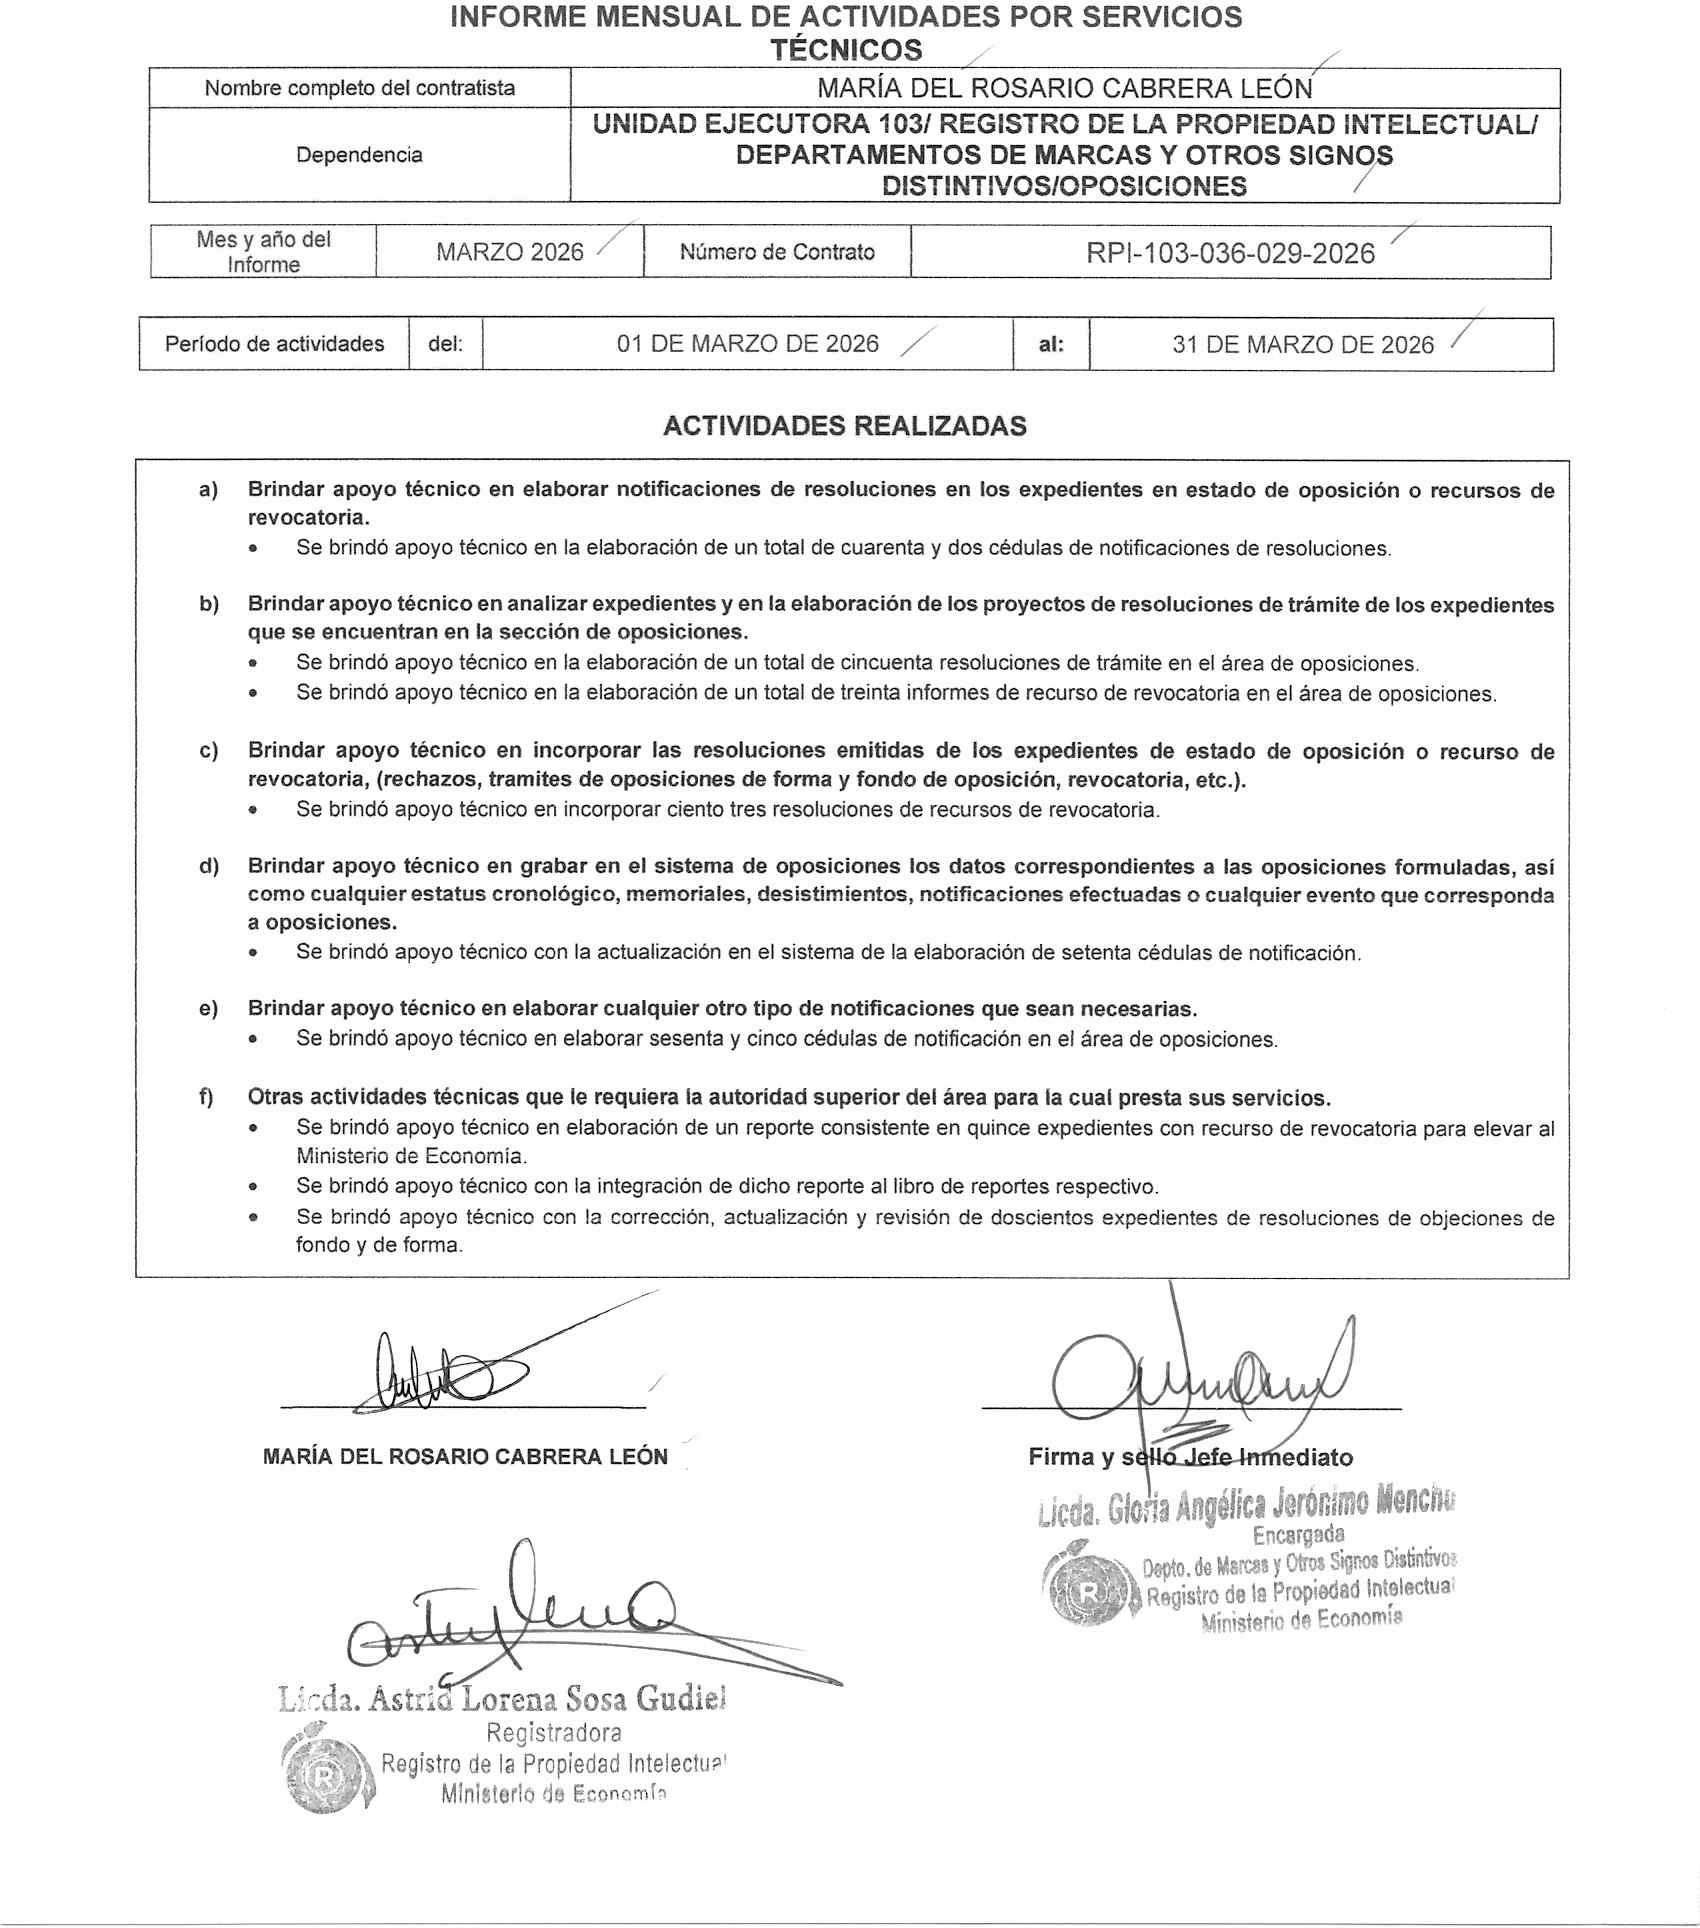 INFORME MENSUAL DE ACTIVIDADES POR SERVICIOS
TÉCNICOS
Nombre completo del contratista
MARÍA DEL ROSARIO CABRERA LEÓN
Dependencia
UNIDAD EJECUTORA 103/ REGISTRO DE LA PROPIEDAD INTELECTUAL/
DEPARTAMENTOS DE MARCAS Y OTROS SIGNOS
DISTINTIVOS/OPOSICIONES
Mes y año del
Informe
MARZO 2026
Número de Contrato
RPI-103-036-029-2026
Período de actividades
del:
01 DE MARZO DE 2026
al:
31 DE MARZO DE 2026
ACTIVIDADES REALIZADAS
a) Brindar apoyo técnico en elaborar notificaciones de resoluciones en los expedientes en estado de oposición o recursos de
revocatoria.
• Se brindó apoyo técnico en la elaboración de un total de cuarenta y dos cédulas de notificaciones de resoluciones.
b) Brindar apoyo técnico en analizar expedientes y en la elaboración de los proyectos de resoluciones de trámite de los expedientes
que se encuentran en la sección de oposiciones.
• Se brindó apoyo técnico en la elaboración de un total de cincuenta resoluciones de trámite en el área de oposiciones.
• Se brindó apoyo técnico en la elaboración de un total de treinta informes de recurso de revocatoria en el área de oposiciones.
c) Brindar apoyo técnico en incorporar las resoluciones emitidas de los expedientes de estado de oposición o recurso de
revocatoria, (rechazos, tramites de oposiciones de forma y fondo de oposición, revocatoria, etc.).
• Se brindó apoyo técnico en incorporar ciento tres resoluciones de recursos de revocatoria.
d) Brindar apoyo técnico en grabar en el sistema de oposiciones los datos correspondientes a las oposiciones formuladas, así
como cualquier estatus cronológico, memoriales, desistimientos, notificaciones efectuadas o cualquier evento que corresponda
a oposiciones.
• Se brindó apoyo técnico con la actualización en el sistema de la elaboración de setenta cédulas de notificación.
e) Brindar apoyo técnico en elaborar cualquier otro tipo de notificaciones que sean necesarias.
• Se brindó apoyo técnico en elaborar sesenta y cinco cédulas de notificación en el área de oposiciones.
f) Otras actividades técnicas que le requiera la autoridad superior del área para la cual presta sus servicios.
• Se brindó apoyo técnico en elaboración de un reporte consistente en quince expedientes con recurso de revocatoria para elevar al
Ministerio de Economía.
• Se brindó apoyo técnico con la integración de dicho reporte al libro de reportes respectivo.
• Se brindó apoyo técnico con la corrección, actualización y revisión de doscientos expedientes de resoluciones de objeciones de
fondo y de forma.
MARÍA DEL ROSARIO CABRERA LEÓN
Firma y sello Jefe Inmediato
Licda. Gloria Angélica Jerónimo Menchu
Encargada
Depto. de Marcas y Otros Signos Distintivos
Registro de la Propiedad Intelectual
Ministerio de Economía
R
Licda. Astrid Lorena Sosa Gudiel
Registradora
Registro de la Propiedad Intelectual
Ministerio de Economía
R